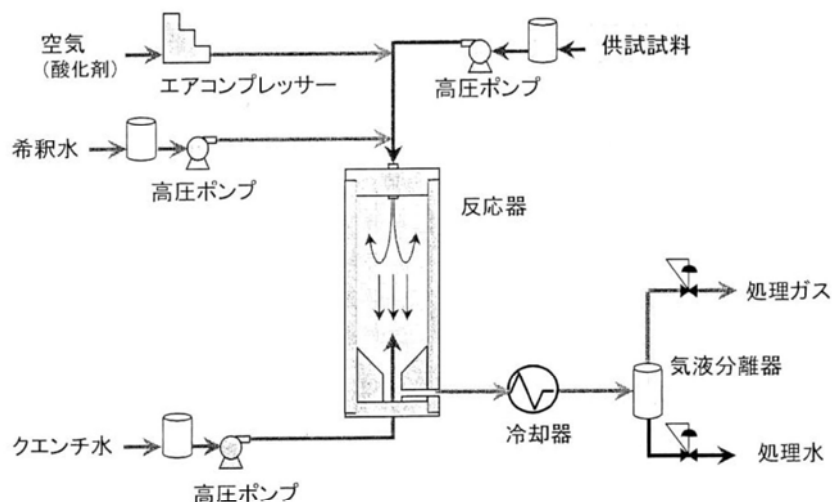 空気
(酸化剤)
エアコンプレッサー
供試試料
高圧ポンプ
希釈水
高圧ポンプ
反応器
処理ガス
気液分離器
冷却器
クエンチ水
高圧ポンプ
処理水